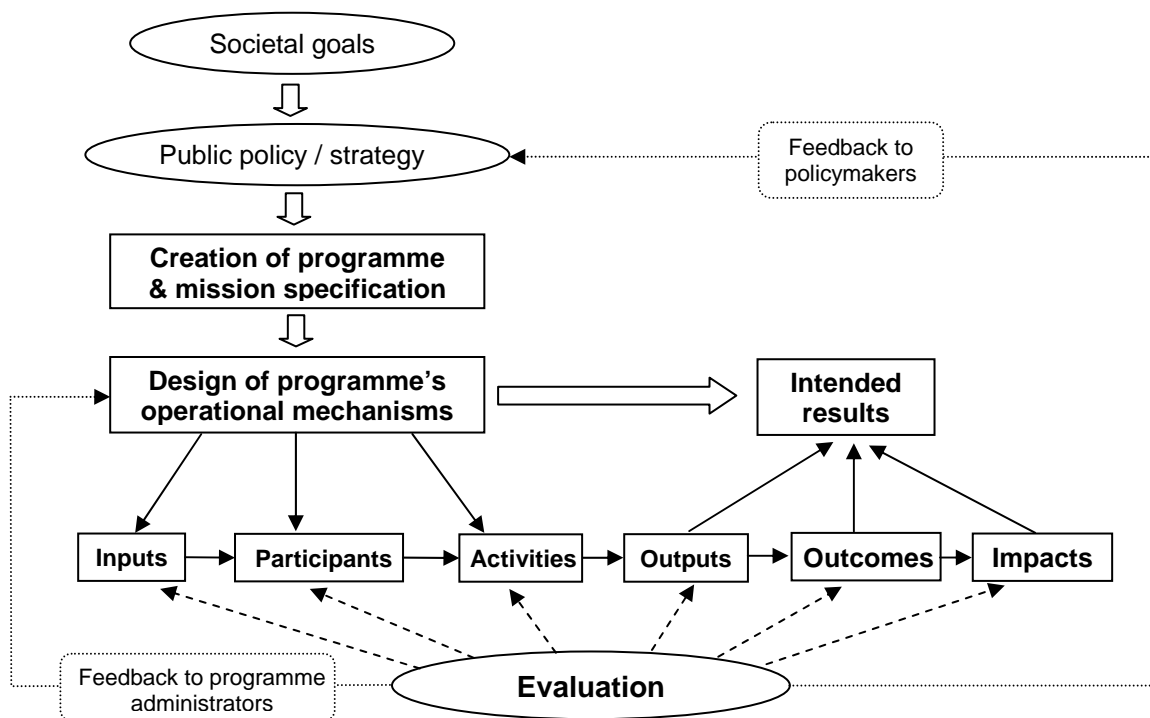 Societal goals
Public policy / strategy
Feedback to
policymakers
Creation of programme
& mission specification
Design of programme’s
operational mechanisms
Intended
results
Inputs
Participants
Activities
Outputs
Outcomes
Impacts
Feedback to programme
administrators
Evaluation